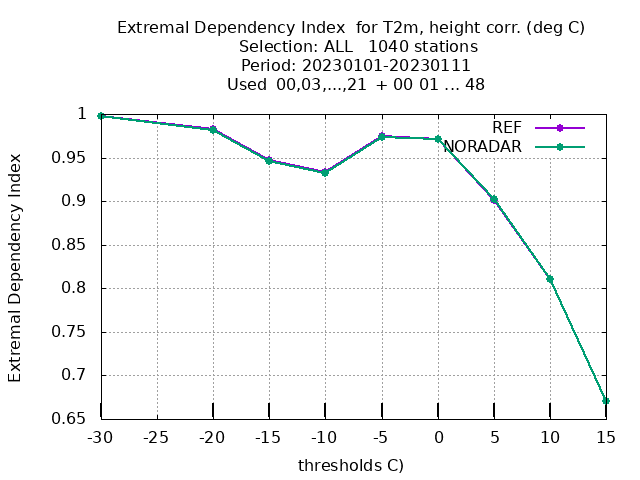 Extremal Dependency Index  for T2m, height corr. (deg C)
Selection: ALL   1040 stations
Period: 20230101-20230111
Used  00,03,...,21  + 00 01 ... 48
REF
NORADAR
1
0.95
0.9
0.85
0.8
0.75
0.7
0.65
Extremal Dependency Index
-30 -25 -20 -15 -10 -5 0 5 10 15
thresholds C)